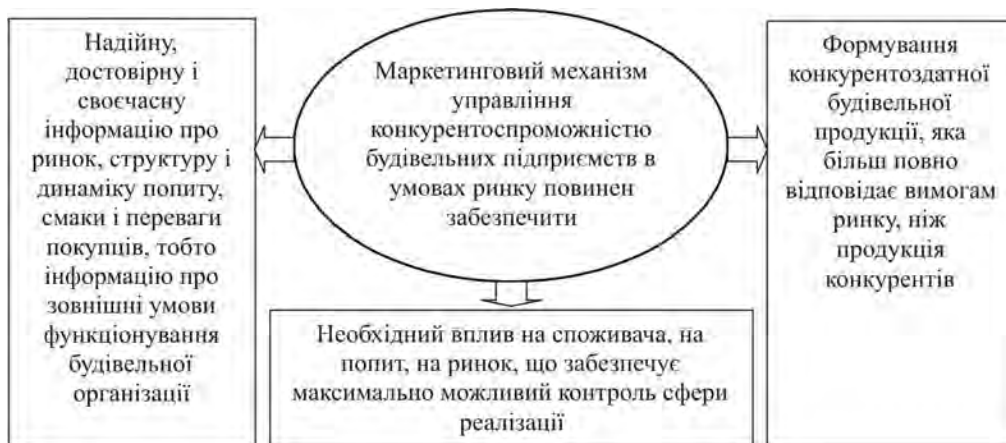 Надійну,
достовірну і
своєчасну
інформацію про
ринок, структуру і
динаміку попиту,
смаки і переваги
покупців, тобто
інформацію про
зовнішні умови
функціонування
будівельної
організації
Маркетинговий механізм
управління
конкурентоспроможністю
будівельних підприємств в
умовах ринку повинен
забезпечити
Формування
конкурентоздатної
будівельної
продукції, яка
більш повно
відповідає вимогам
ринку, ніж
продукція
конкурентів
Необхідний вплив на споживача, на
попит, на ринок, що забезпечує
максимально можливий контроль сфери
реалізації